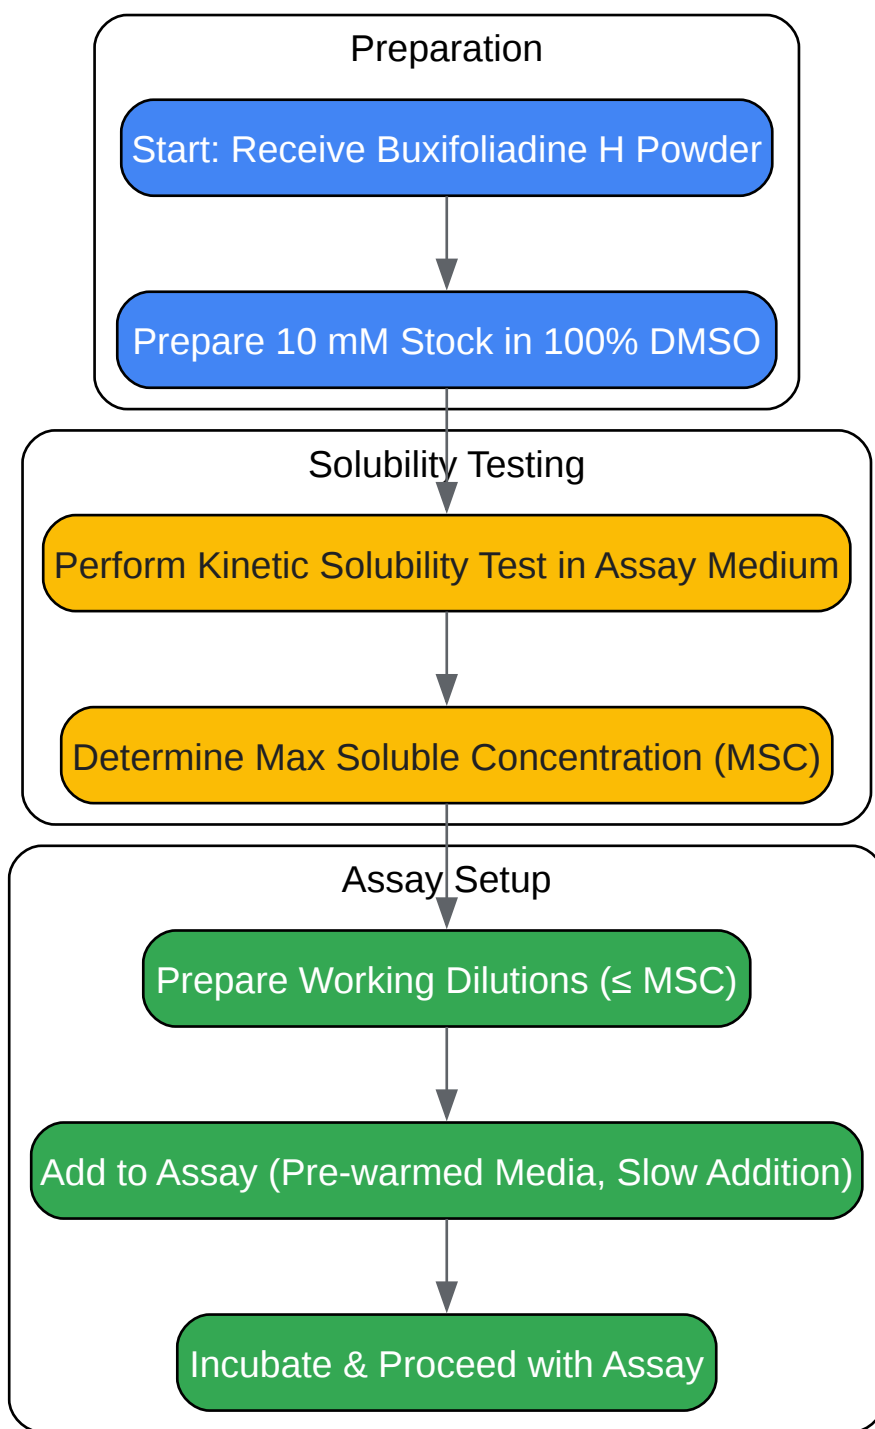 Preparation
Start: Receive Buxifoliadine H Powder
Prepare 10 mM Stock in 100% DMSO
Solubility Testing
Perform Kinetic Solubility Test in Assay Medium
Determine Max Soluble Concentration (MSC)
Assay Setup
Prepare Working Dilutions (≤ MSC)
Add to Assay (Pre-warmed Media, Slow Addition)
Incubate & Proceed with Assay